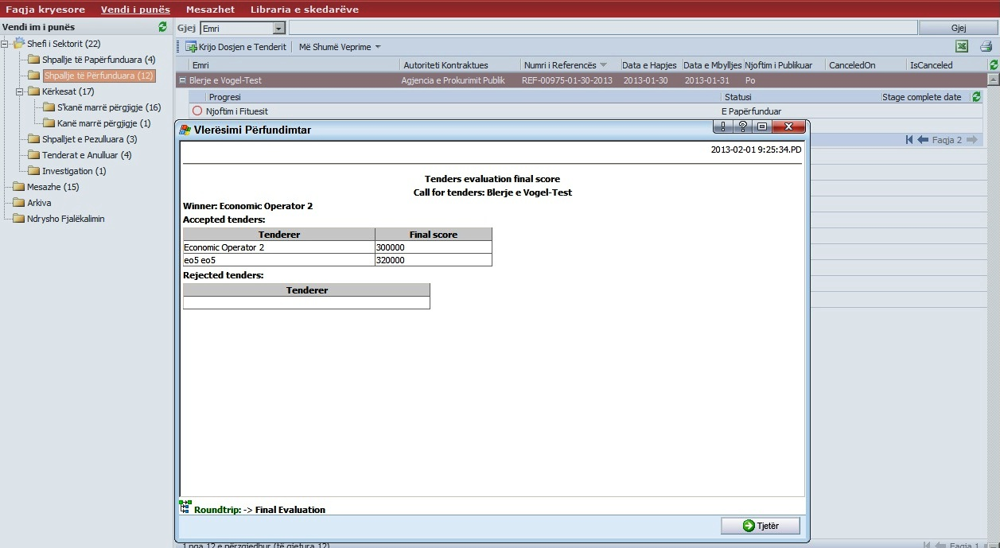 Faqja kryesore Vendi i punës Mesazhet Libraria e skedarëve
Vendi im i punës
Gjej Emri Gjej
Shefi i Sektorit (22)
Krijo Dosjen e Tenderit Më Shumë Veprime
Shpallje të Papërfunduara (4)
Shpallje të Përfunduara (12)
Kërkesat (17)
S'kanë marrë përgjigje (16)
Kanë marrë përgjigje (1)
Shpalljet e Pezulluara (3)
Tenderat e Anulluar (4)
Investigation (1)
Mesazhe (15)
Arkiva
Ndrysho Fjalëkalimin
Emri Autoriteti Kontraktues Numri i Referencës Data e Hapjes Data e Mbylljes Njoftim i Publikuar CanceledOn IsCanceled
Blerje e Vogel-Test Agjencia e Prokurimit Publik REF-00975-01-30-2013 2013-01-30 2013-01-31 Po
Progresi Statusi Stage complete date
Njoftim i Fituesit E Papërfunduar
Faqja 2
Vlerësimi Përfundimtar
2013-02-01 9:25:34.PD
Tenders evaluation final score
Call for tenders: Blerje e Vogel-Test
Winner: Economic Operator 2
Accepted tenders:
Tenderer Final score
Economic Operator 2 300000
eo5 eo5 320000
Rejected tenders:
Tenderer
Roundtrip: -> Final Evaluation
Tjetër
1 nga 12 e përzgjedhur (të gjetura 12) Faqja 1